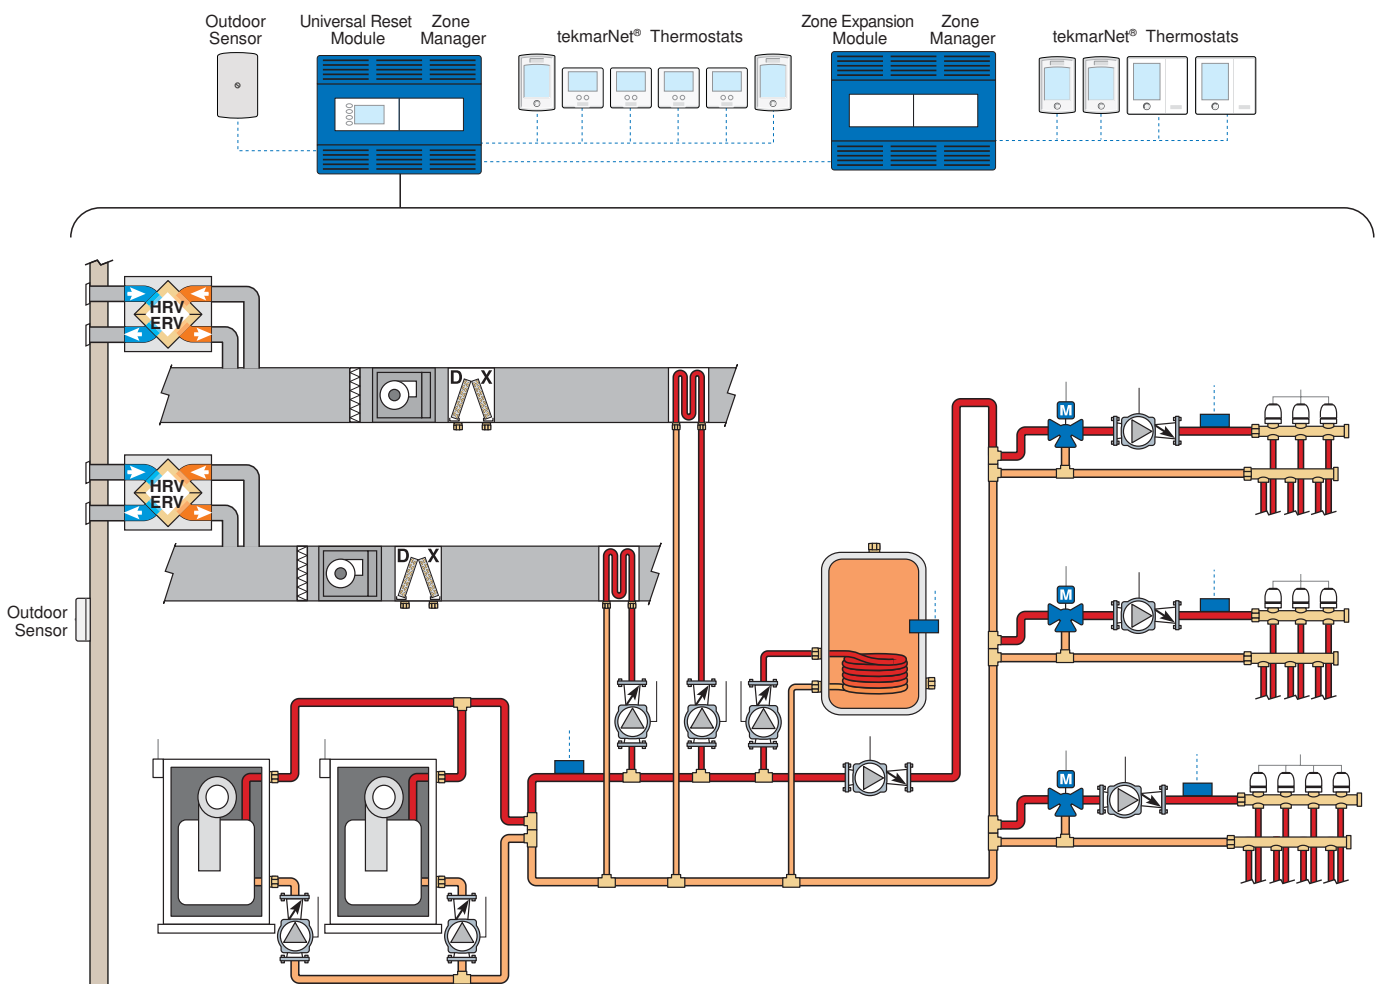 Outdoor
Sensor
Universal Reset
Module
Zone
Manager
tekmarNet® Thermostats
Zone Expansion
Module
Zone
Manager
tekmarNet® Thermostats
HRV
ERV
D X
HRV
ERV
D X
Outdoor
Sensor
M
M
M